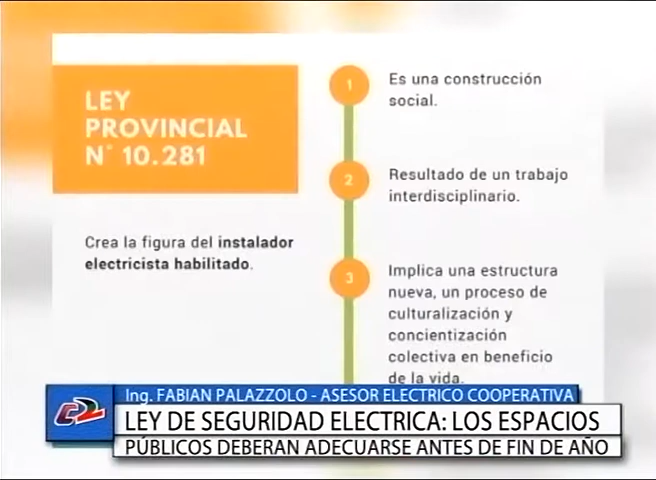 LEY
PROVINCIAL
N° 10.281
Crea la figura del instalador
electricista habilitado.
1
Es una construcción
social.
2
Resultado de un trabajo
interdisciplinario.
3
Implica una estructura
nueva, un proceso de
culturalización y
concientización
colectiva en beneficio
de la vida.
Ing. FABIAN PALAZZOLO - ASESOR ELECTRICO COOPERATIVA
LEY DE SEGURIDAD ELECTRICA: LOS ESPACIOS
PÚBLICOS DEBERAN ADECUARSE ANTES DE FIN DE AÑO